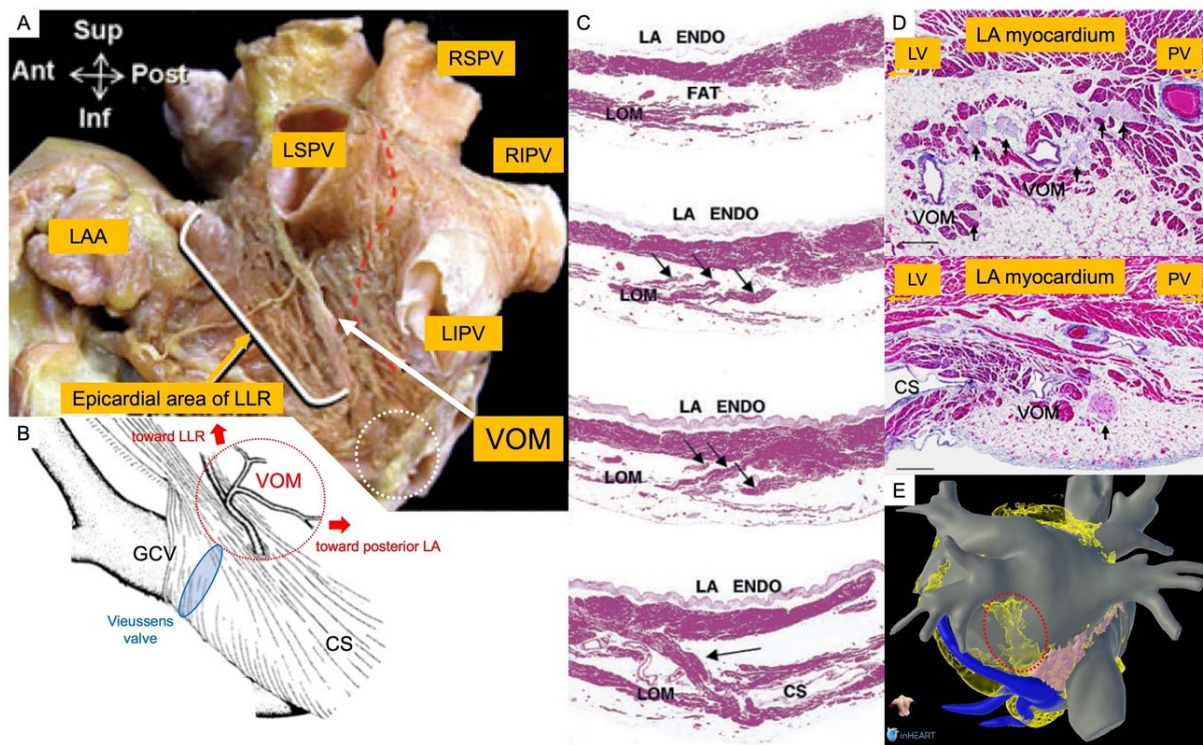 A
Sup
Ant
Post
Inf
RSPV
LSPV
RIPV
LAA
LIPV
Epicardial area of LLR
VOM
B
toward LLR
VOM
toward posterior LA
GCV
Vieussens
valve
CS
C
LA ENDO
FAT
LOM
LA ENDO
LOM
LA ENDO
LOM
LA ENDO
LOM
CS
D
LA myocardium
LV
PV
VOM
VOM
LA myocardium
LV
PV
CS
VOM
E
inHEART